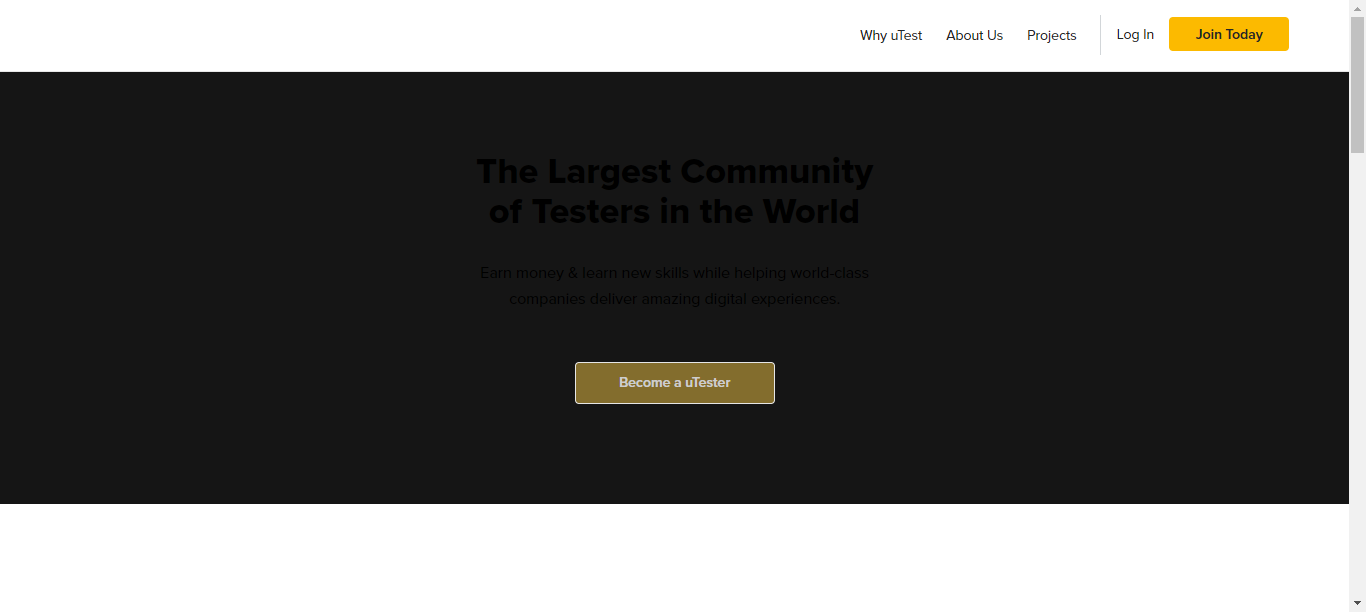 Why uTest
About Us
Projects
Log In
Join Today
The Largest Community
of Testers in the World
Earn money & learn new skills while helping world-class
companies deliver amazing digital experiences.
Become a uTester